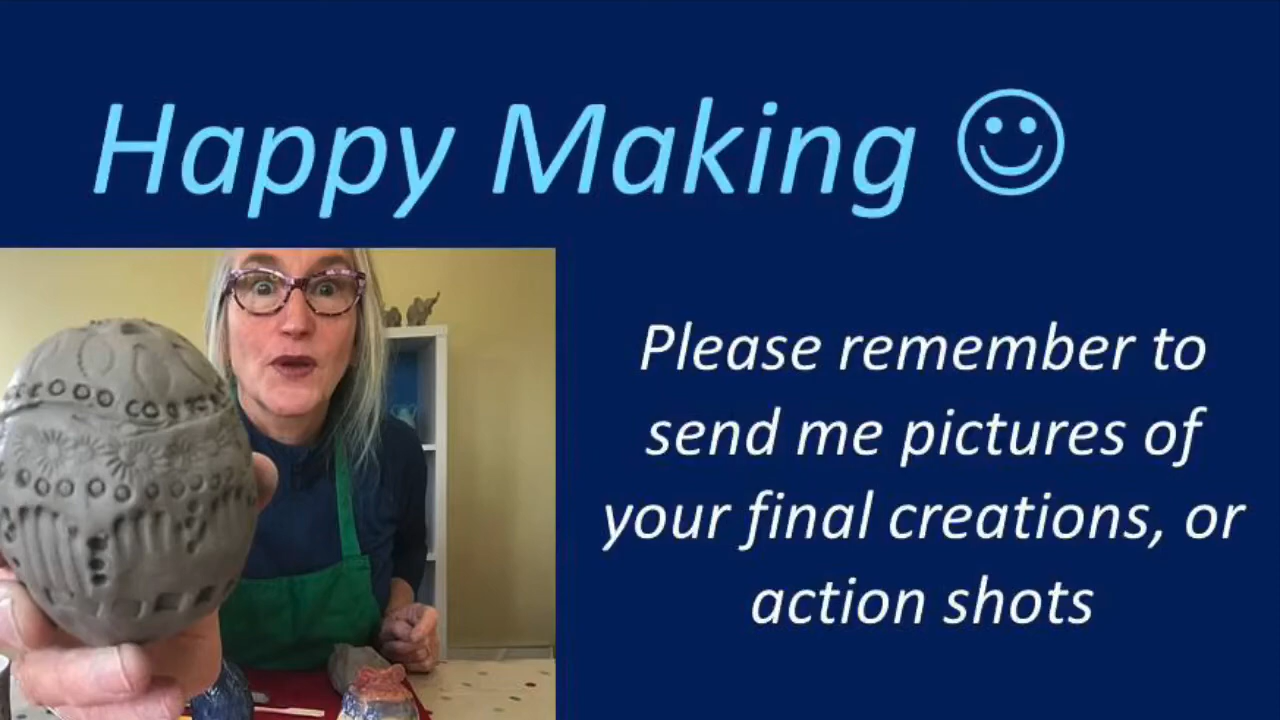 Happy Making ☺
Please remember to
send me pictures of
your final creations, or
action shots